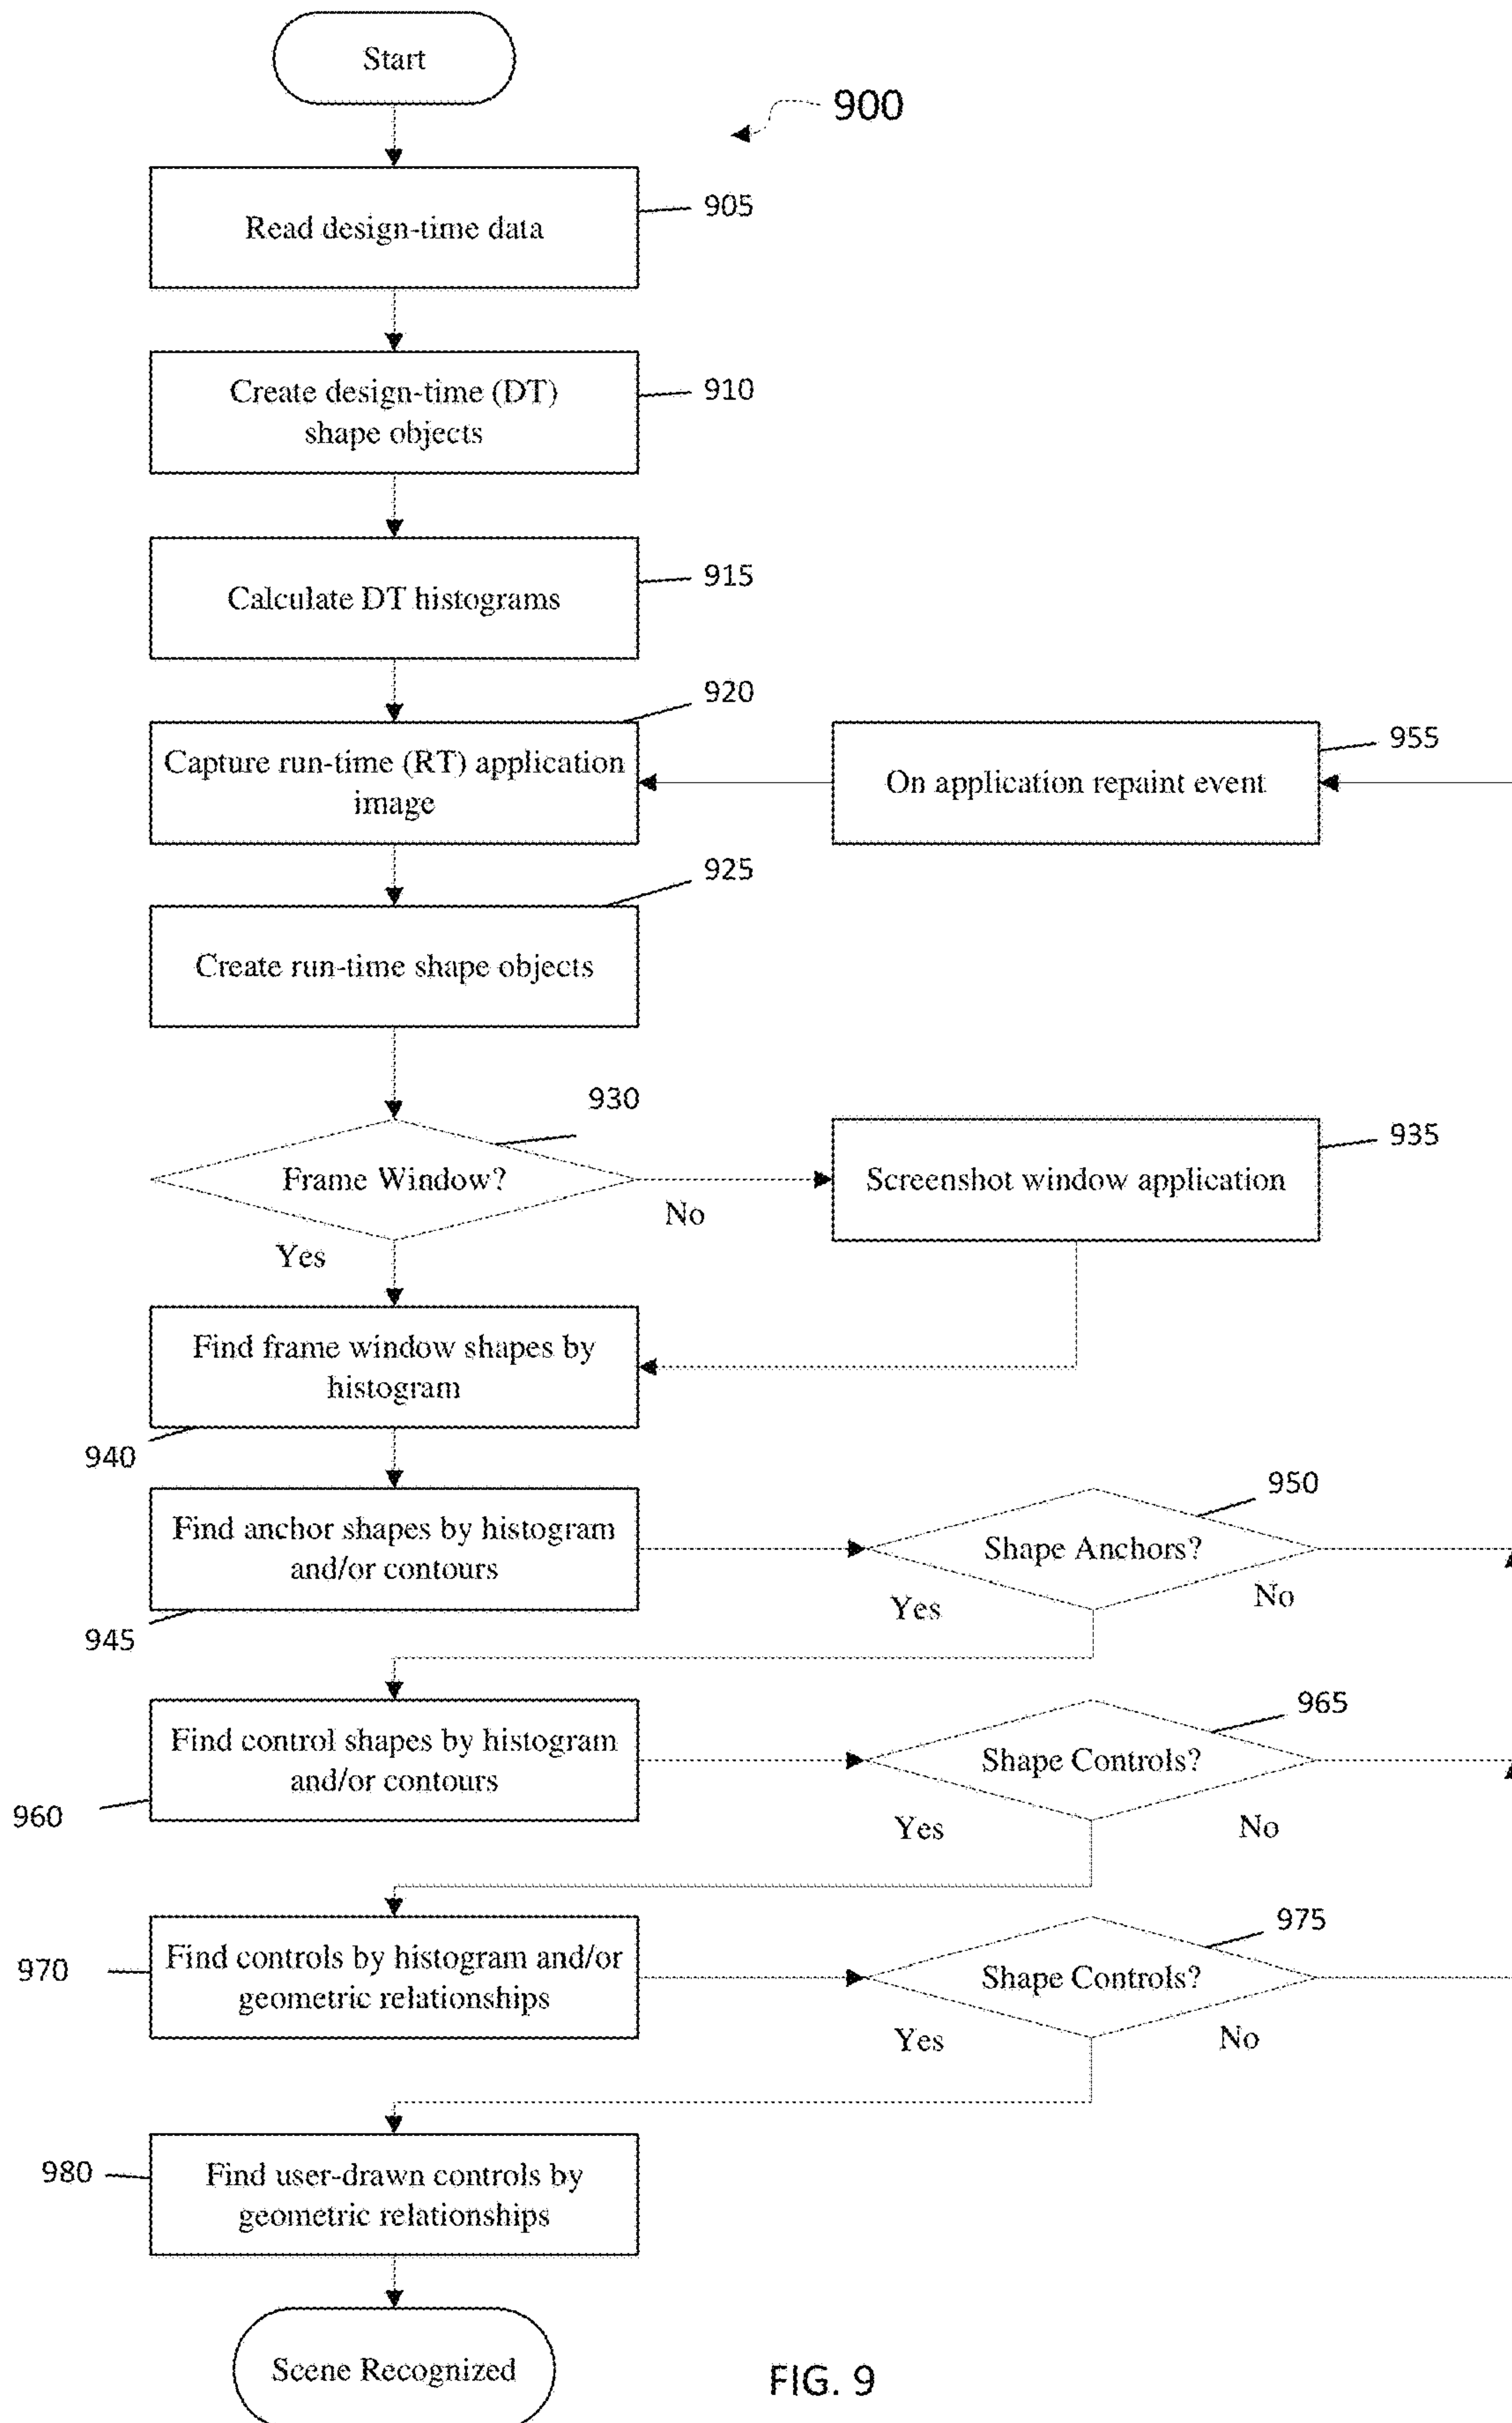 Start
900
Read design-time data
905
Create design-time (DT)
shape objects
910
Calculate DT histograms
915
920
Capture run-time (RT) application
image
On application repaint event
955
925
Create run-time shape objects
930
Frame Window?
No
Yes
Screenshot window application
935
Find frame window shapes by
histogram
940
Find anchor shapes by histogram
and/or contours
945
950
Shape Anchors?
Yes
No
Find control shapes by histogram
and/or contours
960
965
Shape Controls?
Yes
No
970
Find controls by histogram and/or
geometric relationships
975
Shape Controls?
Yes
No
980
Find user-drawn controls by
geometric relationships
Scene Recognized
FIG. 9